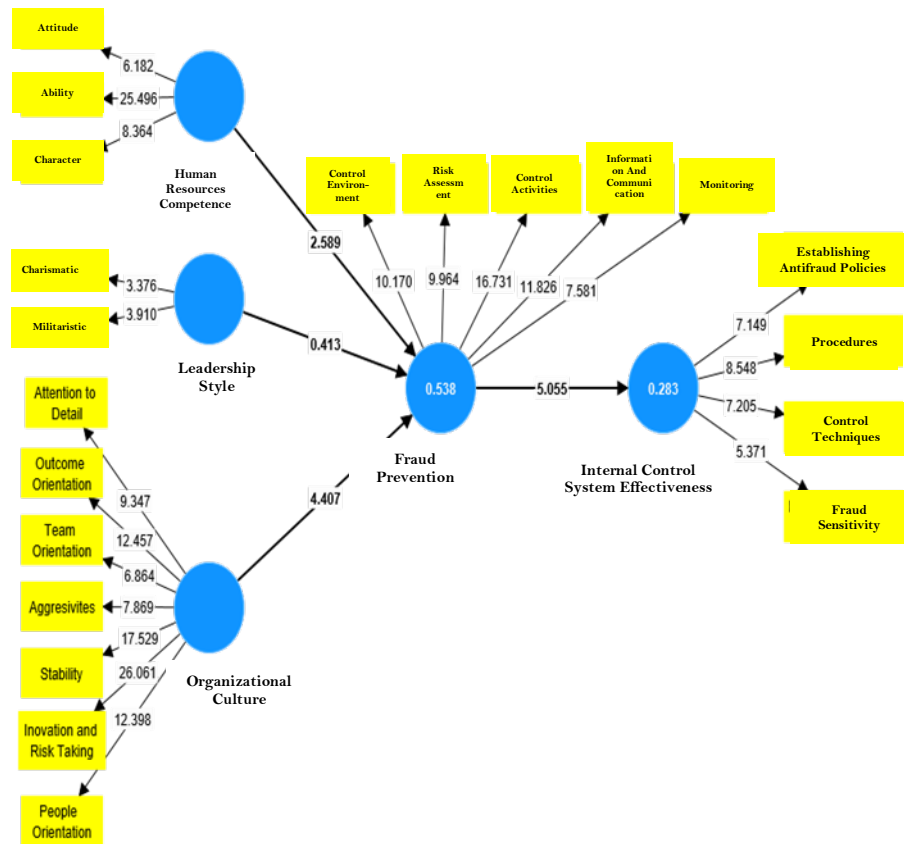 Attitude
6.182
Ability
25.496
8.364
Character
Human
Resources
Competence
Control
Environ-
ment
Risk
Assessm
ent
Control
Activities
Informati
on And
Communi
cation
Monitoring
2.589
10.170
9.964
16.731
11.826
7.581
Establishing
Antifraud Policies
Charismatic
3.376
3.910
Militaristic
Leadership
Style
0.413
7.149
Procedures
8.548
7.205
Control
Techniques
5.371
Fraud
Sensitivity
0.538
5.055
0.283
Fraud
Prevention
Internal Control
System Effectiveness
Attention to
Detail
Outcome
Orientation
9.347
4.407
12.457
Team
Orientation
6.864
Aggresivites
7.869
17.529
Stability
26.061
Organizational
Culture
12.398
Inovation and
Risk Taking
People
Orientation